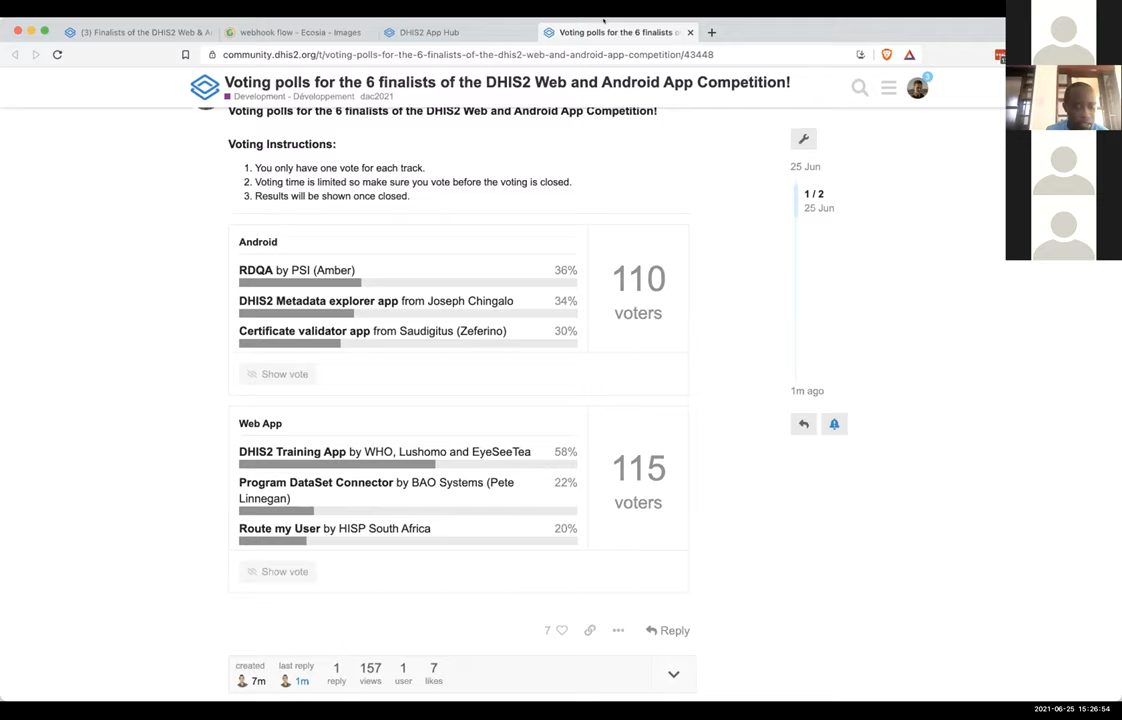 (3) Finalists of the DHIS2 Web & A
webhook flow - Ecosia - Images
DHIS2 App Hub
Voting polls for the 6 finalists o
community.dhis2.org/t/voting-polls-for-the-6-finalists-of-the-dhis2-web-and-android-app-competition/43448
Voting polls for the 6 finalists of the DHIS2 Web and Android App Competition!
Development - Développement dac2021
3
Voting polls for the 6 finalists of the DHIS2 Web and Android App Competition!
Voting Instructions:
1. You only have one vote for each track.
2. Voting time is limited so make sure you vote before the voting is closed.
3. Results will be shown once closed.
25 Jun
1 / 2
25 Jun
1m ago
Android
RDQA by PSI (Amber) 36%
DHIS2 Metadata explorer app from Joseph Chingalo 34%
Certificate validator app from Saudigitus (Zeferino) 30%
110
voters
Show vote
Web App
DHIS2 Training App by WHO, Lushomo and EyeSeeTea 58%
Program DataSet Connector by BAO Systems (Pete 22%
Linnegan)
Route my User by HISP South Africa 20%
115
voters
Show vote
7
Reply
created
7m
last reply
1m
1
reply
157
views
1
user
7
likes
2021-06-25 15:26:54